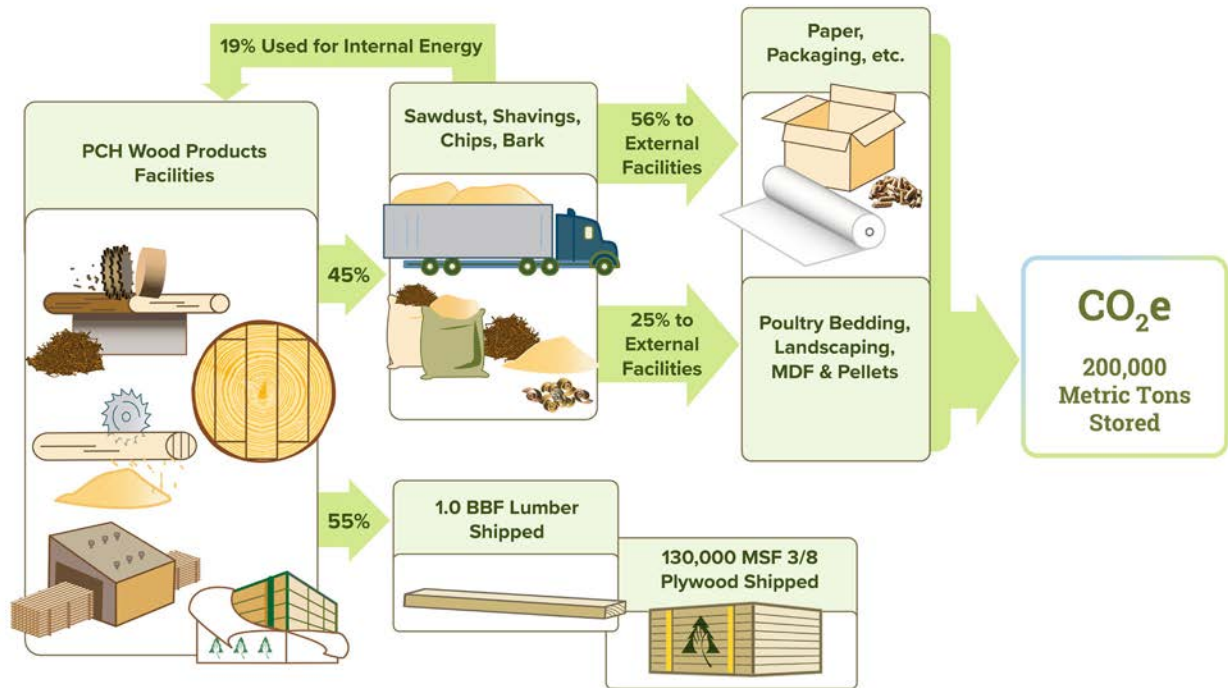 19% Used for Internal Energy
PCH Wood Products
Facilities
45%
55%
Sawdust, Shavings,
Chips, Bark
56% to
External
Facilities
25% to
External
Facilities
Paper,
Packaging, etc.
Poultry Bedding,
Landscaping,
MDF & Pellets
CO₂e
200,000
Metric Tons
Stored
1.0 BBF Lumber
Shipped
130,000 MSF 3/8
Plywood Shipped